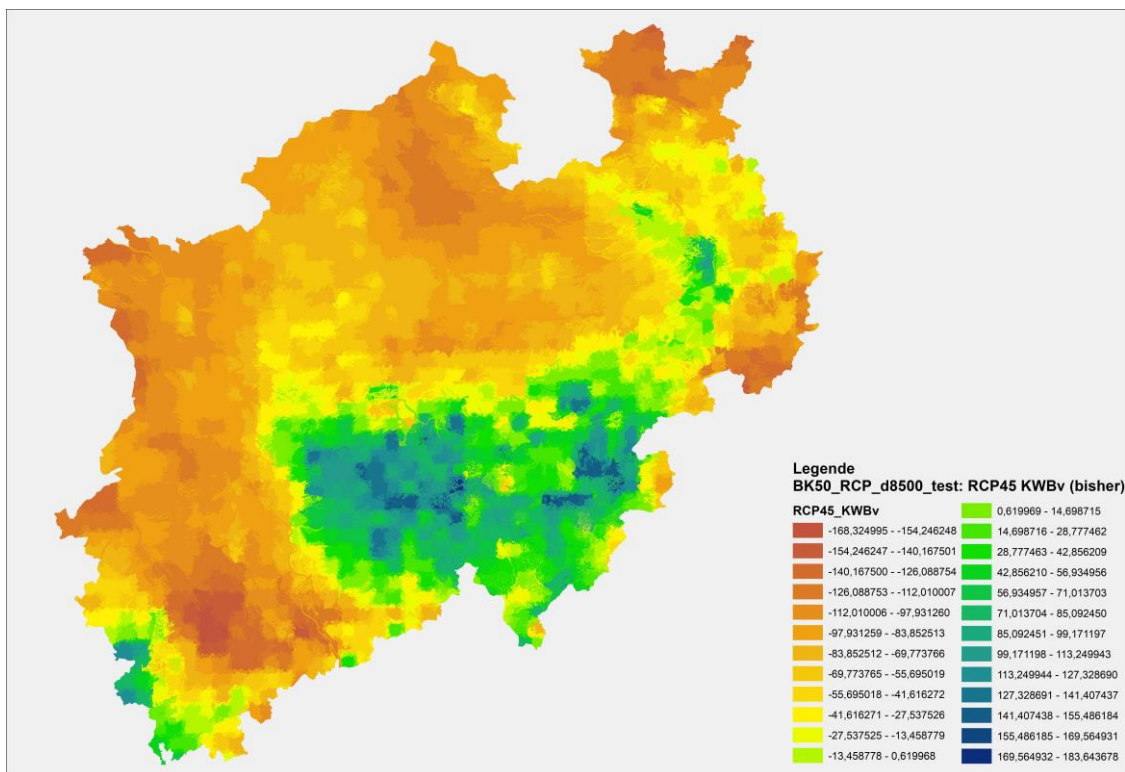 Legende
BK50_RCP_d8500_test: RCP45 KWBv (bisher)
RCP45_KWBv
-168,324995 - -154,246248
-154,246247 - -140,167501
-140,167500 - -126,088754
-126,088753 - -112,010007
-112,010006 - -97,931260
-97,931259 - -83,852513
-83,852512 - -69,773766
-69,773765 - -55,695019
-55,695018 - -41,616272
-41,616271 - -27,537526
-27,537525 - -13,458779
-13,458778 - 0,619968
0,619969 - 14,698715
14,698716 - 28,777462
28,777463 - 42,856209
42,856210 - 56,934956
56,934957 - 71,013703
71,013704 - 85,092450
85,092451 - 99,171197
99,171198 - 113,249943
113,249944 - 127,328690
127,328691 - 141,407437
141,407438 - 155,486184
155,486185 - 169,564931
169,564932 - 183,643678